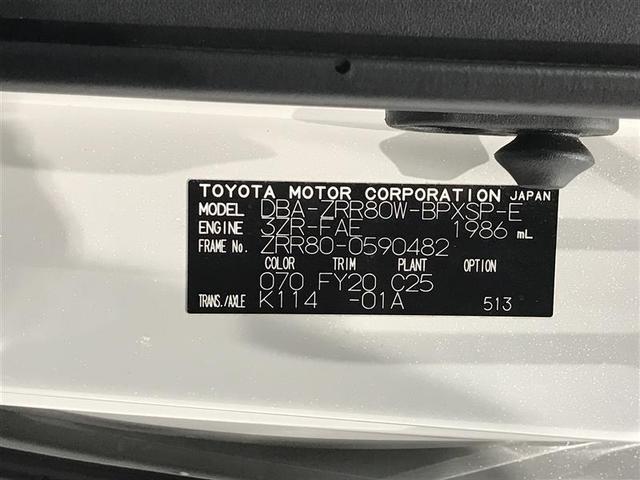 TOYOTA MOTOR CORPORATION JAPAN
MODEL DBA-ZRR80W-BPXSP-E
ENGINE 3ZR-FAE 1986 mL
FRAME No. ZRR80-0590482
COLOR TRIM PLANT OPTION
070 FY20 C25
TRANS./AXLE K114 -01A 513